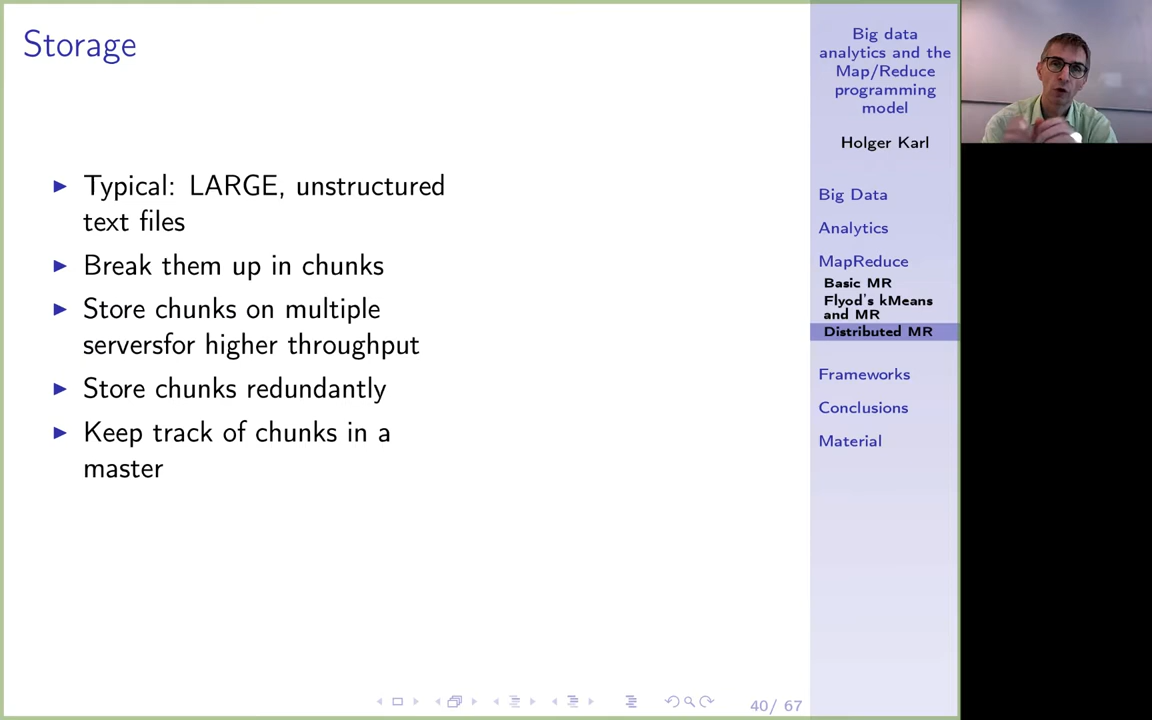 Storage
Typical: LARGE, unstructured
text files
Break them up in chunks
Store chunks on multiple
serversfor higher throughput
Store chunks redundantly
Keep track of chunks in a
master
Big data
analytics and the
Map/Reduce
programming
model
Holger Karl
Big Data
Analytics
MapReduce
Basic MR
Flyod's kMeans
and MR
Distributed MR
Frameworks
Conclusions
Material
40/ 67